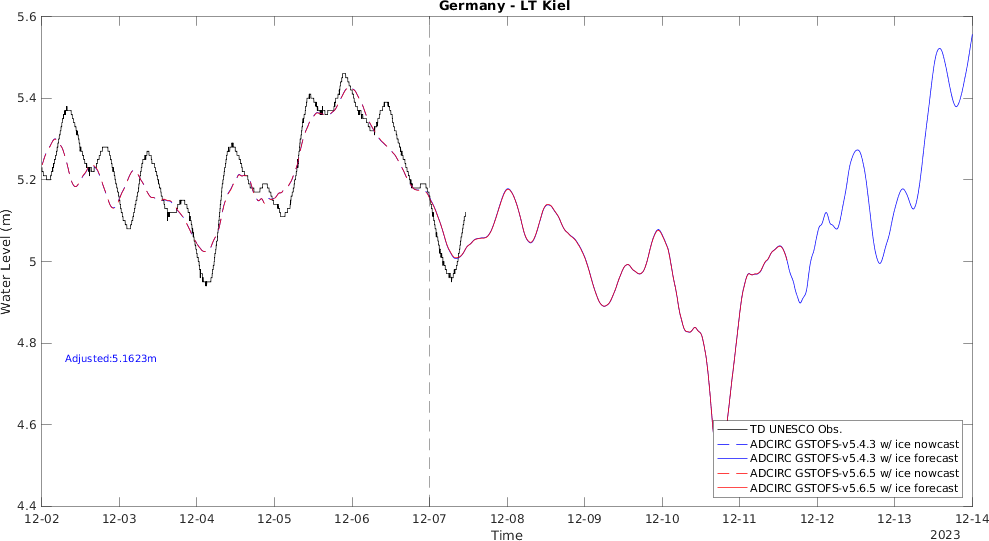 Germany - LT Kiel
5.6
5.4
5.2
5
4.8
4.6
4.4
Water Level (m)
Adjusted:5.1623m
TD UNESCO Obs.
ADCIRC GSTOFS-v5.4.3 w/ ice nowcast
ADCIRC GSTOFS-v5.4.3 w/ ice forecast
ADCIRC GSTOFS-v5.6.5 w/ ice nowcast
ADCIRC GSTOFS-v5.6.5 w/ ice forecast
12-02 12-03 12-04 12-05 12-06 12-07 12-08 12-09 12-10 12-11 12-12 12-13 12-14
Time
2023